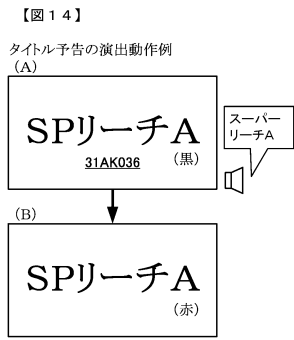 【図１４】
タイトル予告の演出動作例
（A）
SPリーチA
31AK036
（黒）
スーパー
リーチA
（B）
SPリーチA
（赤）